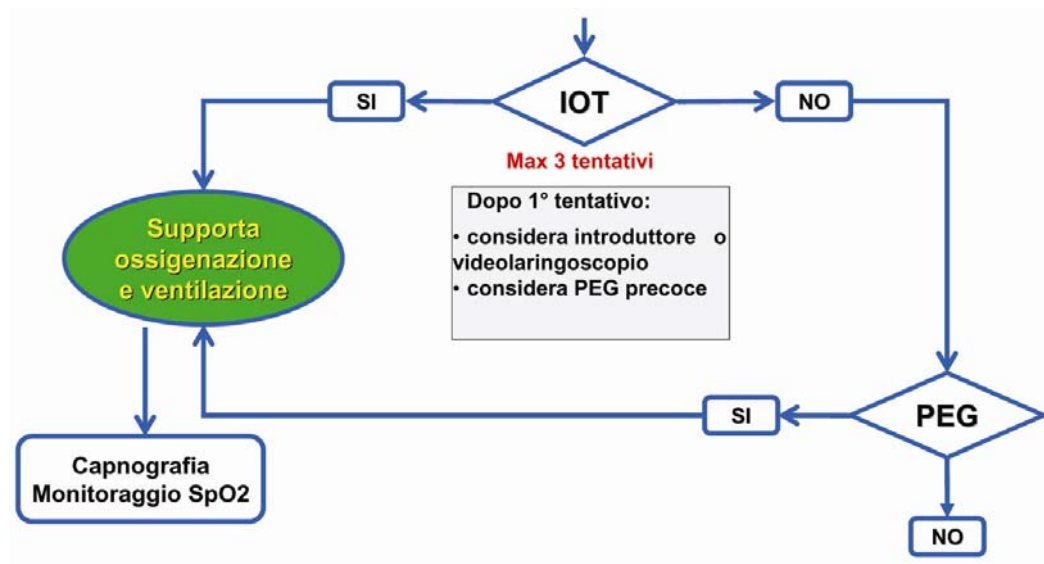 SI
IOT
NO
Max 3 tentativi
Dopo 1° tentativo:
• considera introduttore o
videolaringoscopio
• considera PEG precoce
Supporta
ossigenazione
e ventilazione
SI
PEG
Capnografia
Monitoraggio SpO2
NO